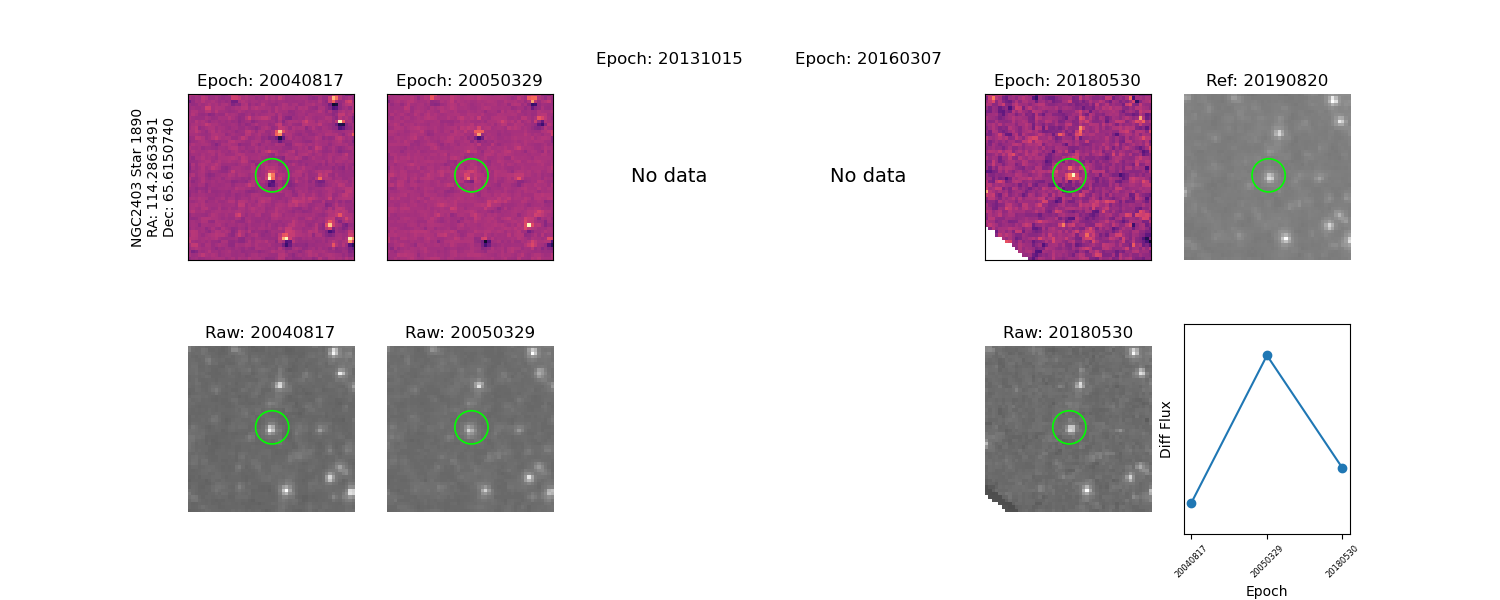 Epoch: 20040817
Epoch: 20050329
Epoch: 20131015
Epoch: 20160307
Epoch: 20180530
Ref: 20190820
NGC2403 Star 1890
RA: 114.2863491
Dec: 65.6150740
No data
No data
Raw: 20040817
Raw: 20050329
Raw: 20180530
Diff Flux
20040817
20050329
20180530
Epoch